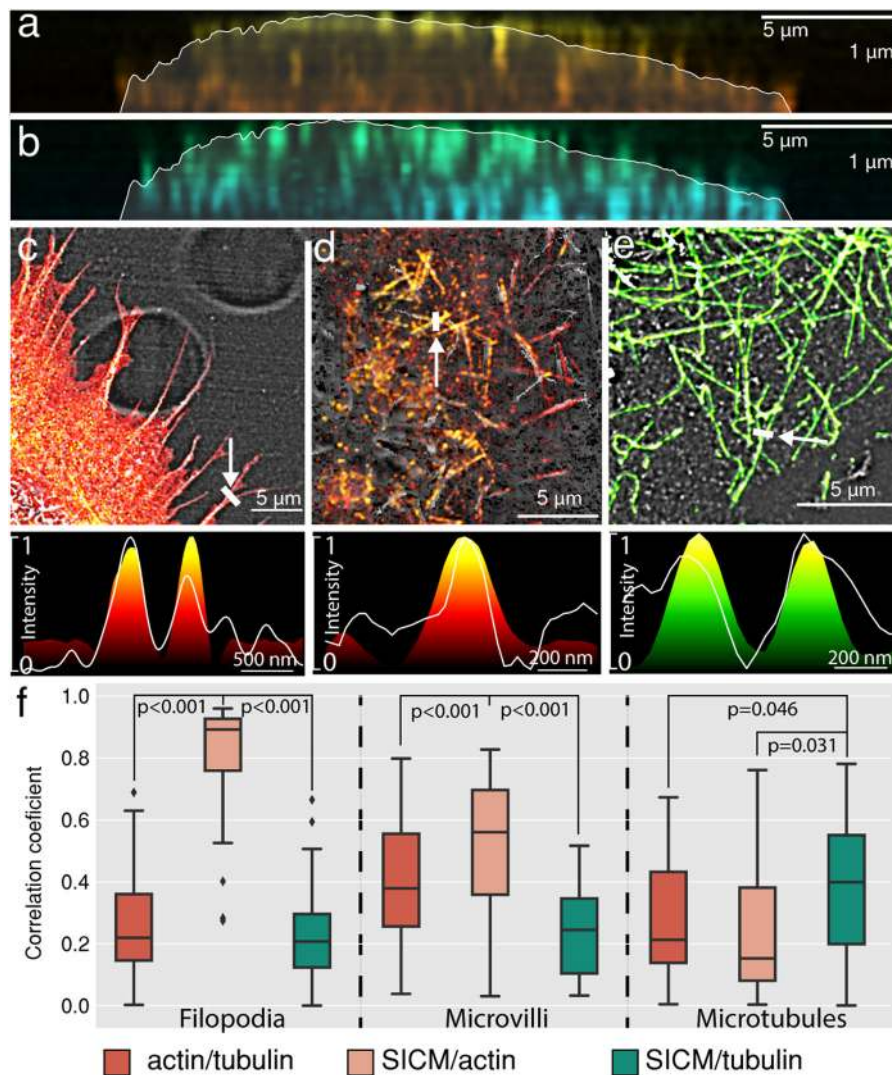 a
5 µm
1 µm
b
5 µm
1 µm
c
5 µm
d
5 µm
e
5 µm
1
Intensity
0
500 nm
1
Intensity
0
200 nm
1
Intensity
0
200 nm
f
Correlation coeficient
1.0
0.8
0.6
0.4
0.2
0.0
p<0.001
p<0.001
p<0.001
p<0.001
p=0.046
p=0.031
Filopodia
Microvilli
Microtubules
actin/tubulin
SICM/actin
SICM/tubulin